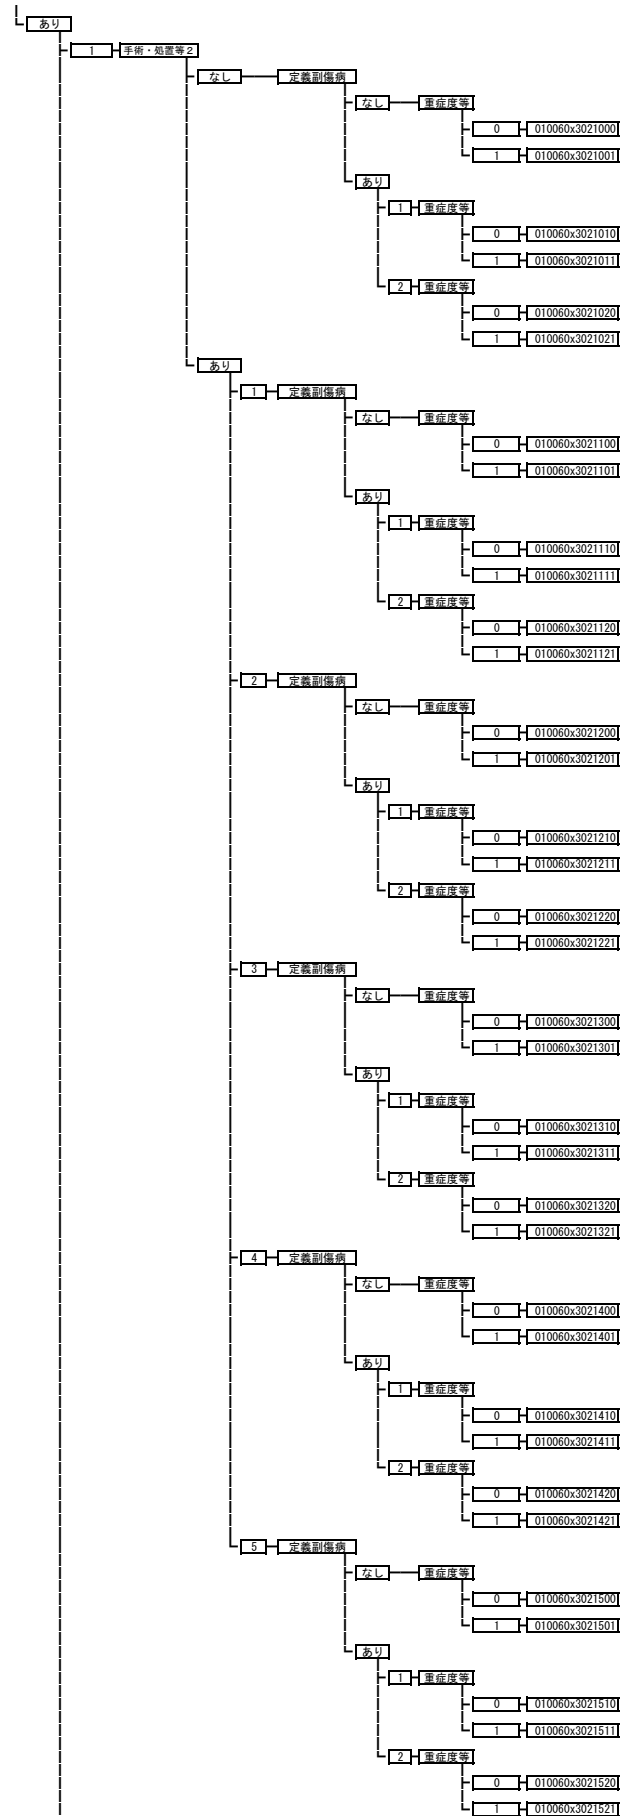 あり
1 手術・処置等2
なし 定義副傷病
なし 重症度等
0 010060x3021000
1 010060x3021001
あり
1 重症度等
0 010060x3021010
1 010060x3021011
2 重症度等
0 010060x3021020
1 010060x3021021
あり
1 定義副傷病
なし 重症度等
0 010060x3021100
1 010060x3021101
あり
1 重症度等
0 010060x3021110
1 010060x3021111
2 重症度等
0 010060x3021120
1 010060x3021121
2 定義副傷病
なし 重症度等
0 010060x3021200
1 010060x3021201
あり
1 重症度等
0 010060x3021210
1 010060x3021211
2 重症度等
0 010060x3021220
1 010060x3021221
3 定義副傷病
なし 重症度等
0 010060x3021300
1 010060x3021301
あり
1 重症度等
0 010060x3021310
1 010060x3021311
2 重症度等
0 010060x3021320
1 010060x3021321
4 定義副傷病
なし 重症度等
0 010060x3021400
1 010060x3021401
あり
1 重症度等
0 010060x3021410
1 010060x3021411
2 重症度等
0 010060x3021420
1 010060x3021421
5 定義副傷病
なし 重症度等
0 010060x3021500
1 010060x3021501
あり
1 重症度等
0 010060x3021510
1 010060x3021511
2 重症度等
0 010060x3021520
1 010060x3021521